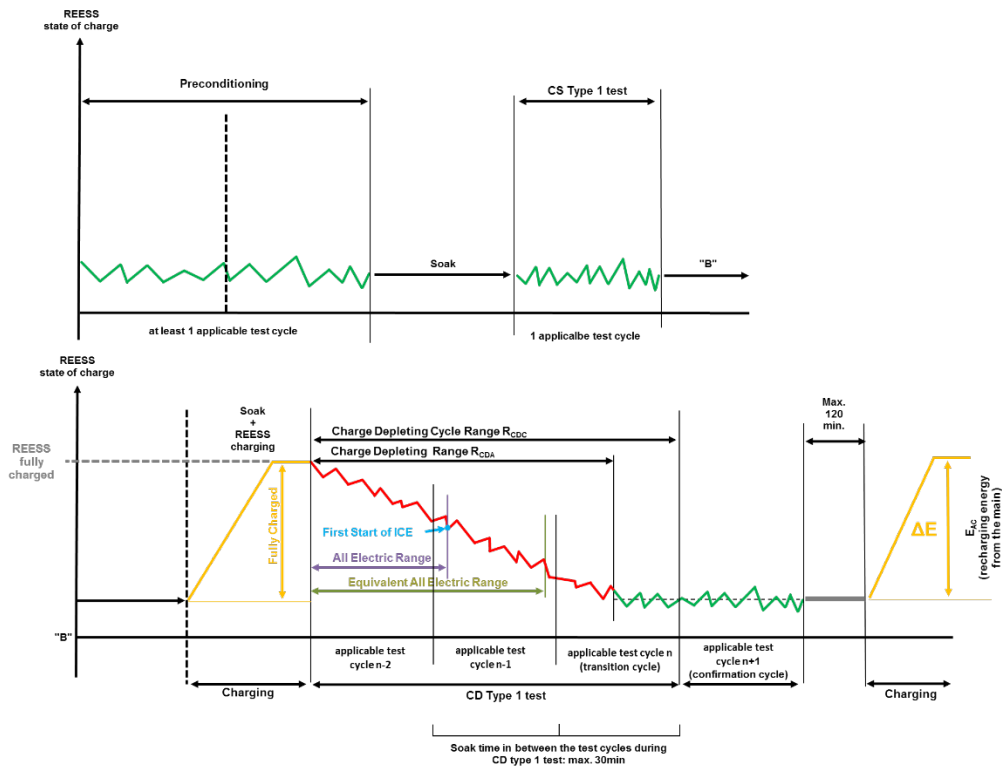 REESS
state of charge
Preconditioning
CS Type 1 test
Soak
"B"
at least 1 applicable test cycle
1 applicalbe test cycle
REESS
state of charge
Max.
120
min.
Soak
+
REESS
charging
Charge Depleting Cycle Range RCDC
Charge Depleting Range RCDA
REESS
fully
charged
Fully Charged
First Start of ICE
All Electric Range
Equivalent All Electric Range
ΔE
EAC
(recharging energy
from the main)
"B"
applicable test
cycle n-2
applicable test
cycle n-1
applicable test cycle n
(transition cycle)
applicable test
cycle n+1
(confirmation cycle)
Charging
CD Type 1 test
Charging
Soak time in between the test cycles during
CD type 1 test: max. 30min